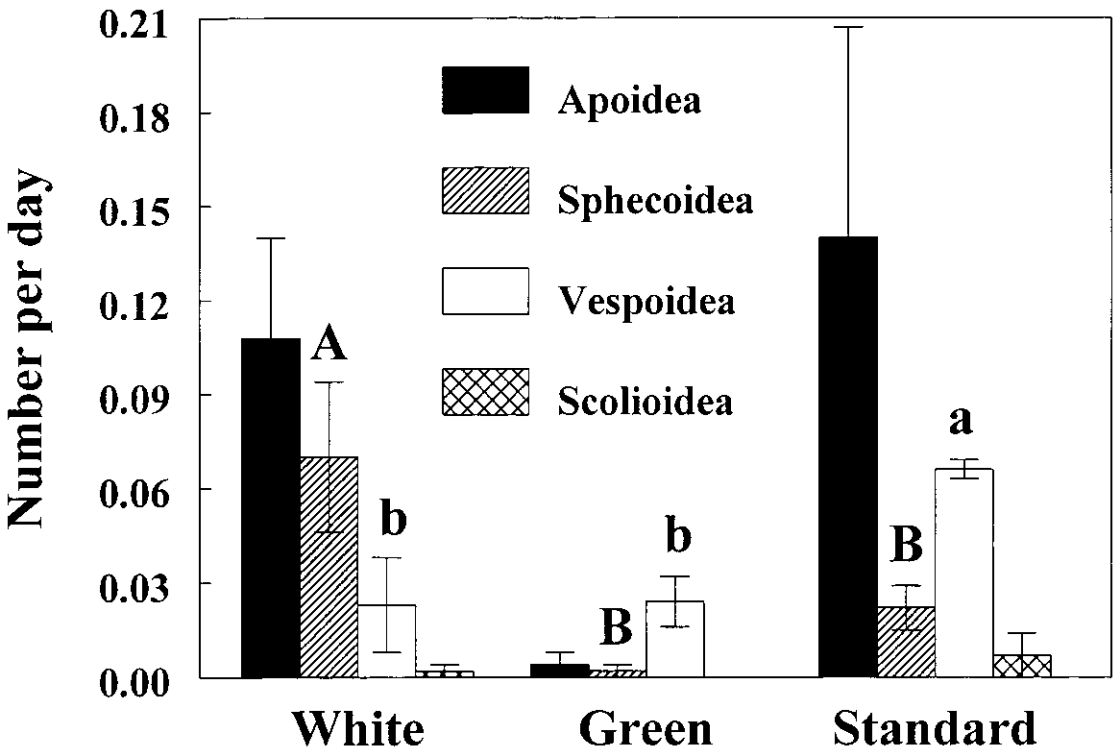 Number per day
0.21
0.18
0.15
0.12
0.09
0.06
0.03
0.00
Apoidea
Sphecoidea
Vespoidea
Scolioidea
A
b
B
b
B
a
White Green Standard